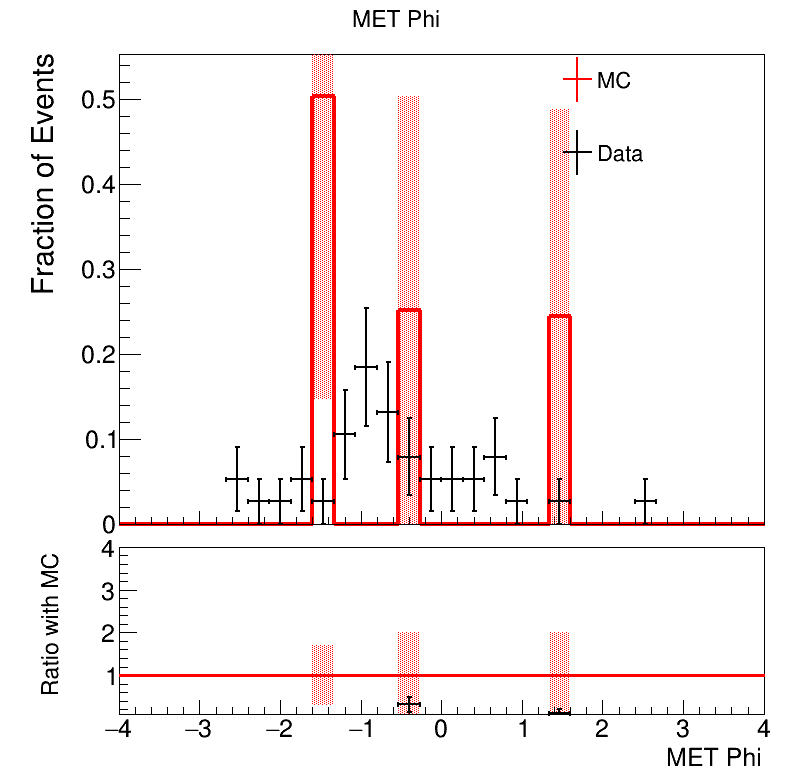 MET Phi
Fraction of Events
0.5
0.4
0.3
0.2
0.1
0
MC
Data
Ratio with MC
4
3
2
1
−4 −3 −2 −1 0 1 2 3 4
MET Phi